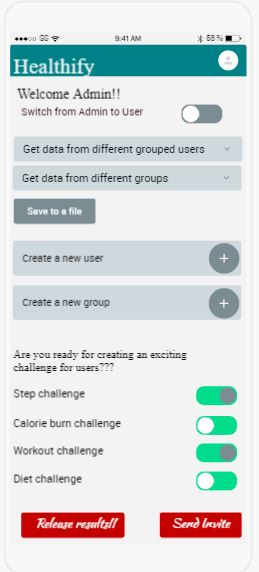 ●●●○○ GS 9:41 AM 58 %
Healthify
Welcome Admin!!
Switch from Admin to User
Get data from different grouped users
Get data from different groups
Save to a file
Create a new user +
Create a new group +
Are you ready for creating an exciting
challenge for users???
Step challenge
Calorie burn challenge
Workout challenge
Diet challenge
Release results!! Send Invite